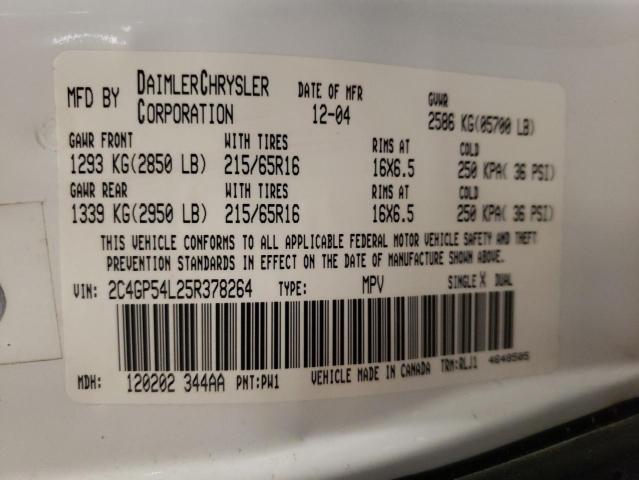 MFD BY DAIMLERCHRYSLER CORPORATION DATE OF MFR 12-04 GVWR 2586 KG(05700 LB)
GAWR FRONT WITH TIRES RIMS AT COLD
1293 KG(2850 LB) 215/65R16 16X6.5 250 KPA( 36 PSI)
GAWR REAR WITH TIRES RIMS AT COLD
1339 KG(2950 LB) 215/65R16 16X6.5 250 KPA( 36 PSI)
THIS VEHICLE CONFORMS TO ALL APPLICABLE FEDERAL MOTOR VEHICLE SAFETY AND THEFT
PREVENTION STANDARDS IN EFFECT ON THE DATE OF MANUFACTURE SHOWN ABOVE.
VIN: 2C4GP54L25R378264 TYPE: MPV SINGLE X DUAL
MDH: 120202 344AA PNT:PW1 VEHICLE MADE IN CANADA TRM:RLJ1 4848505